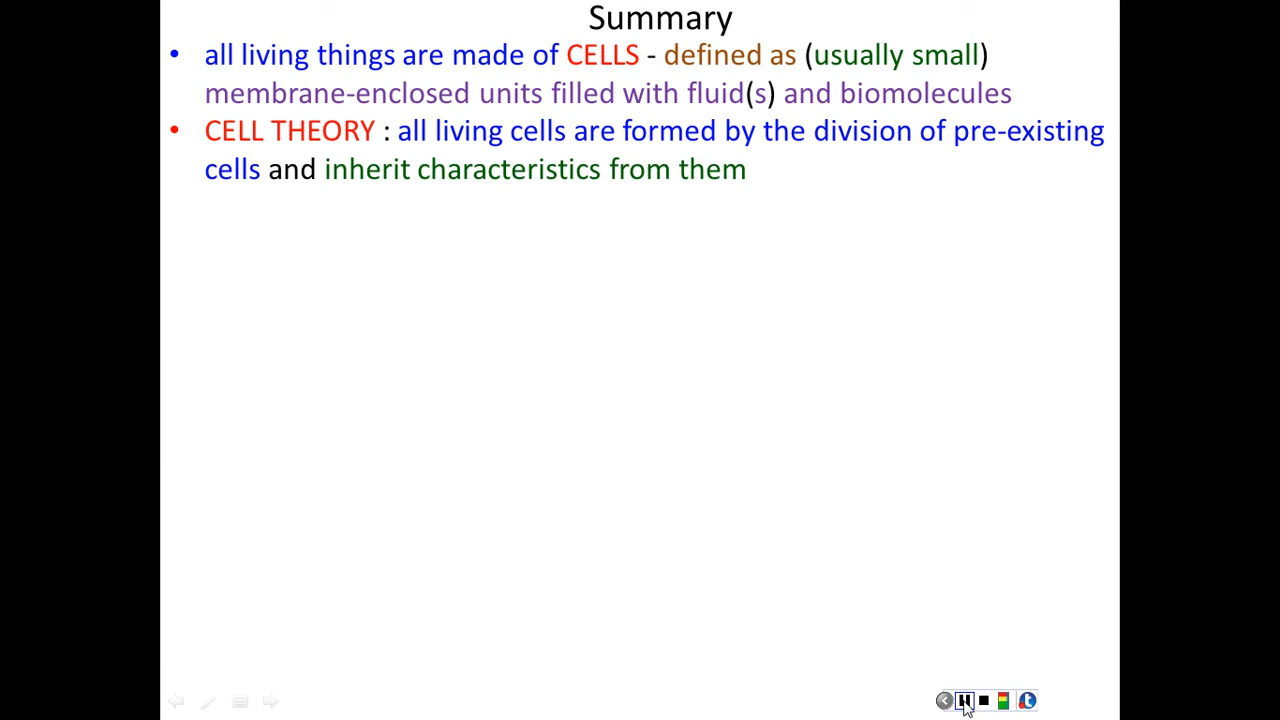 Summary
• all living things are made of CELLS - defined as (usually small)
membrane-enclosed units filled with fluid(s) and biomolecules
• CELL THEORY : all living cells are formed by the division of pre-existing
cells and inherit characteristics from them